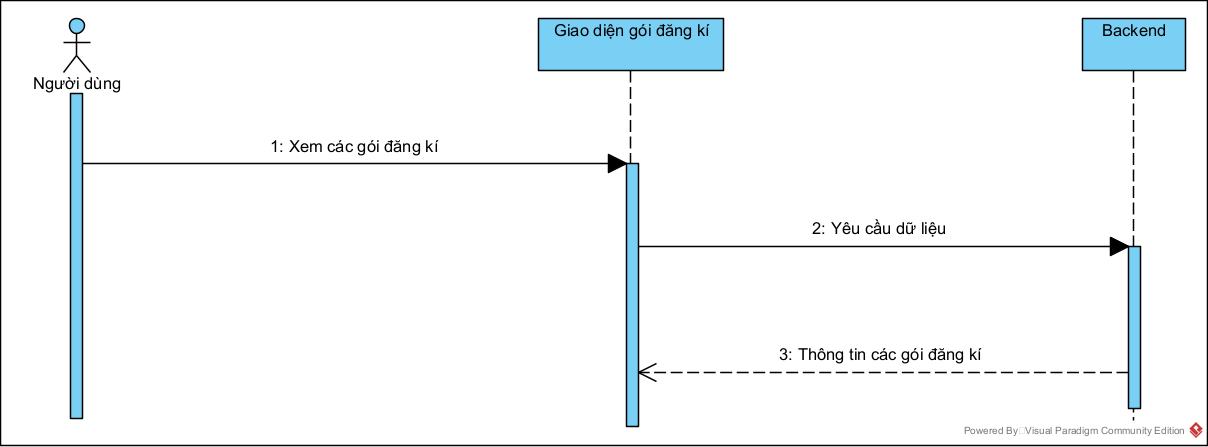 Giao diện gói đăng kí
Backend
Người dùng
1: Xem các gói đăng kí
2: Yêu cầu dữ liệu
3: Thông tin các gói đăng kí
Powered By Visual Paradigm Community Edition